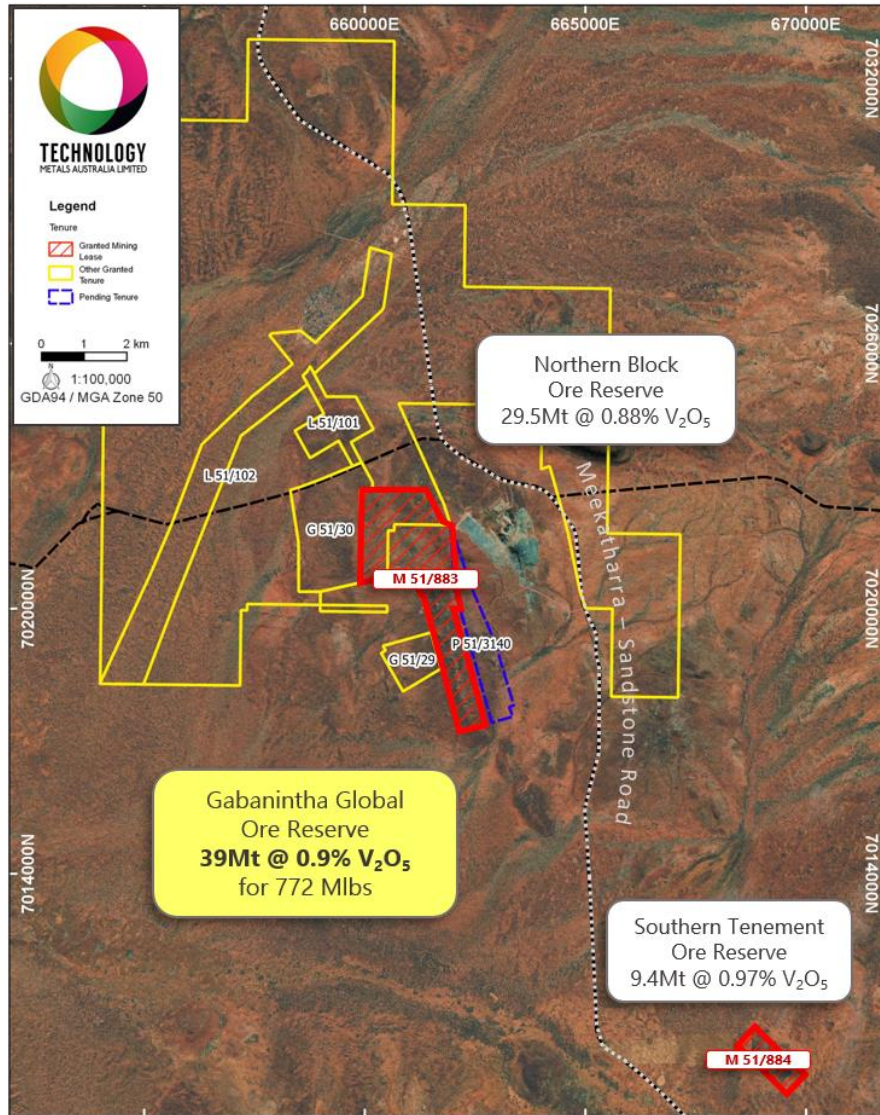 660000E
665000E
670000E
7032000N
TECHNOLOGY
METALS AUSTRALIA LIMITED
Legend
Tenure
Granted Mining
Lease
Other Granted
Tenure
Pending Tenure
0 1 2 km
N
1:100,000
GDA94 / MGA Zone 50
7026000N
Northern Block
Ore Reserve
29.5Mt @ 0.88% V₂O₅
L 51/101
L 51/102
G 51/30
M 51/883
Meekatharra – Sandstone Road
7020000N
7020000N
P 51/3140
G 51/29
Gabanintha Global
Ore Reserve
39Mt @ 0.9% V₂O₅
for 772 Mlbs
7014000N
7014000N
Southern Tenement
Ore Reserve
9.4Mt @ 0.97% V₂O₅
M 51/884